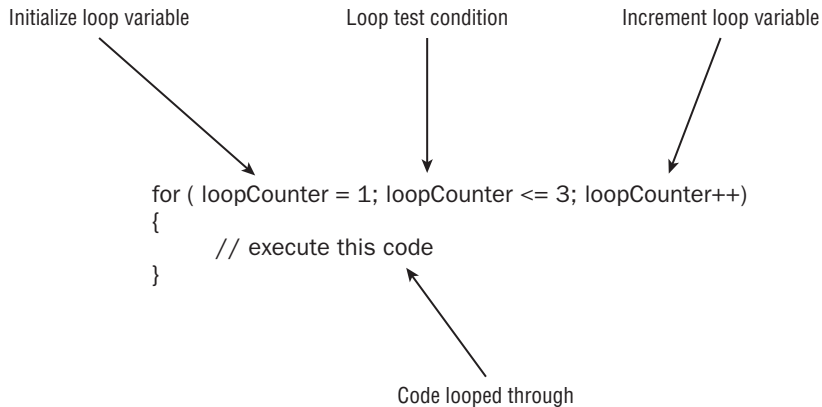 Initialize loop variable
Loop test condition
Increment loop variable
for ( loopCounter = 1; loopCounter <= 3; loopCounter++)
{
// execute this code
}
Code looped through